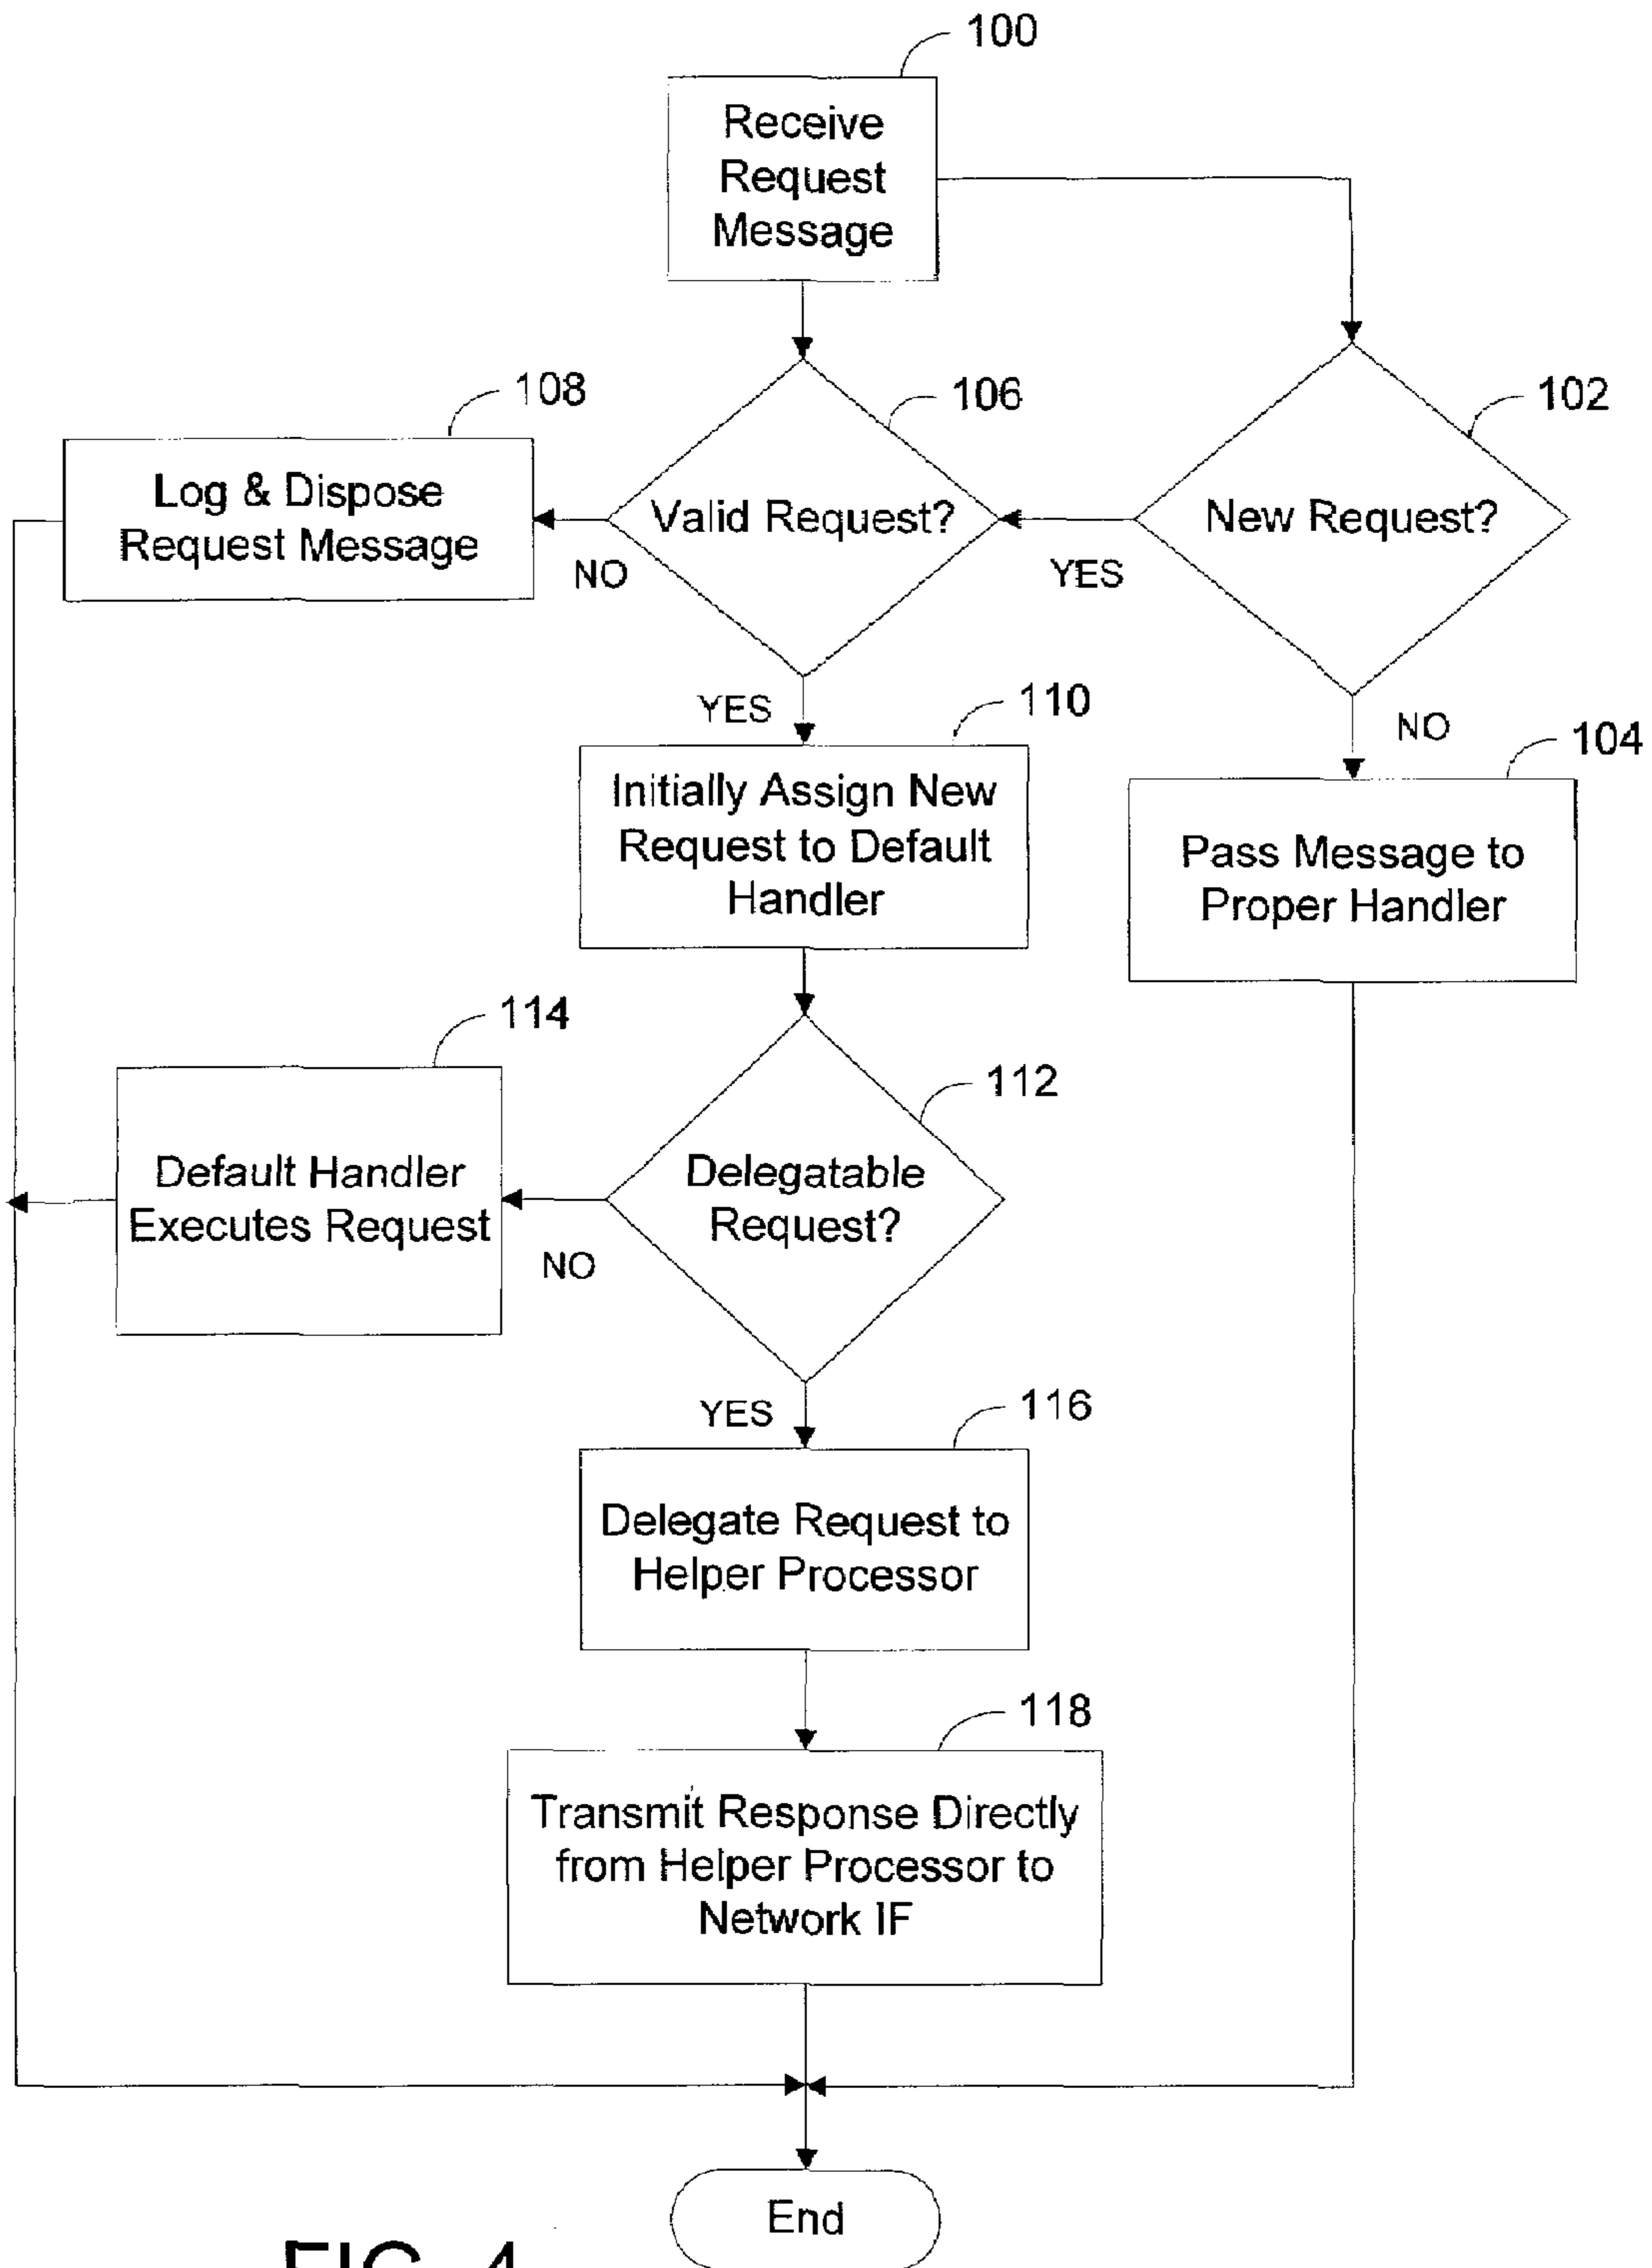 100
Receive
Request
Message
108
106
102
Log & Dispose
Request Message
Valid Request?
New Request?
NO
YES
YES
110
NO
104
Initially Assign New
Request to Default
Handler
Pass Message to
Proper Handler
114
112
Default Handler
Executes Request
Delegatable
Request?
NO
YES
116
Delegate Request to
Helper Processor
118
Transmit Response Directly
from Helper Processor to
Network IF
End